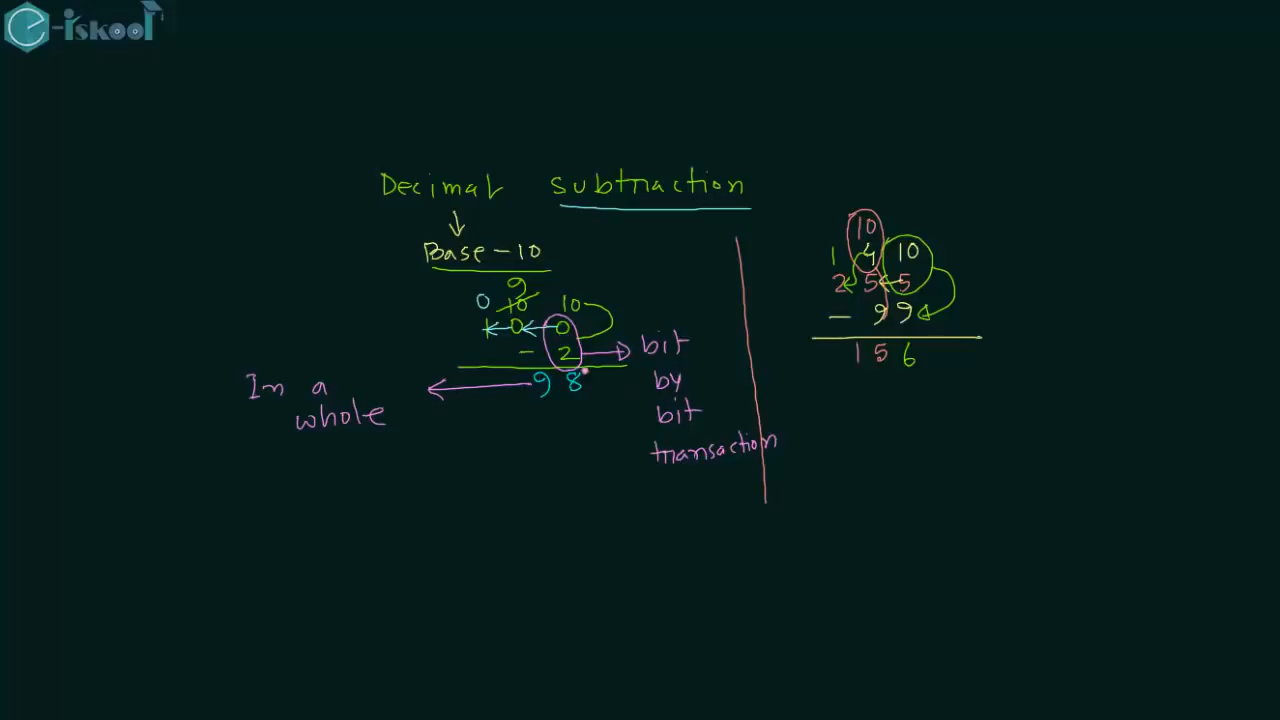 e-iskool
Decimal subtraction
Base - 10
9
0 10 10
1 0 0
- 2
9 8
In a
whole
bit
by
bit
transaction
10
1 4 10
2 5 5
- 9 9
1 5 6